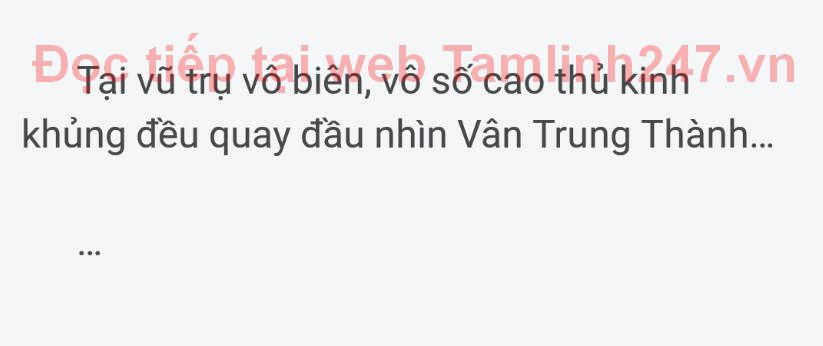 Đọc tiếp tại web Tamlinh247.vn
Tại vũ trụ vô biên, vô số cao thủ kinh
khủng đều quay đầu nhìn Vân Trung Thành...
...